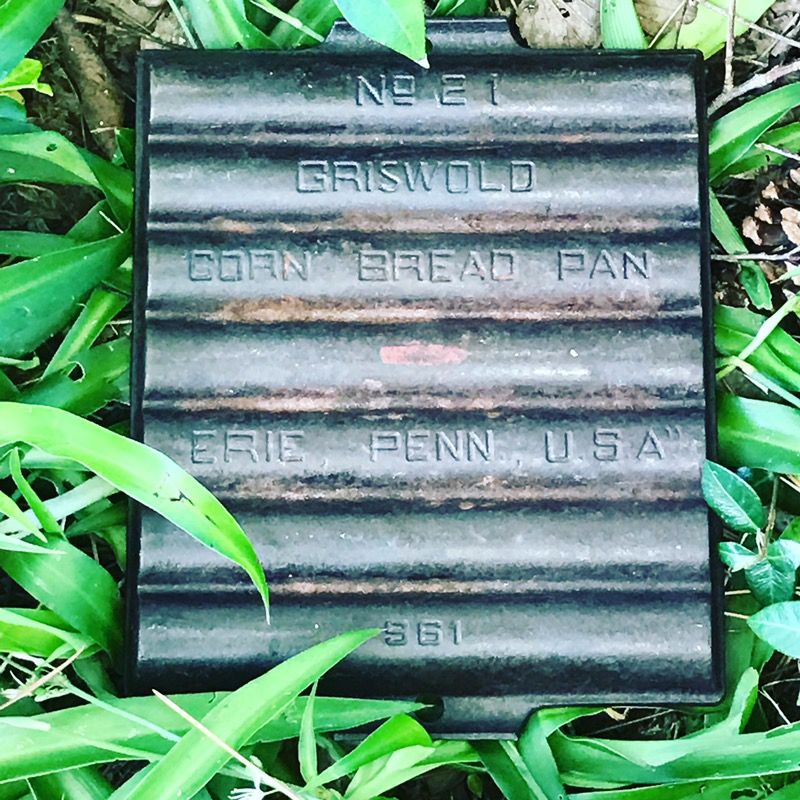 No 21
GRISWOLD
"CORN" BREAD PAN
ERIE, PENN., U.S.A"
961